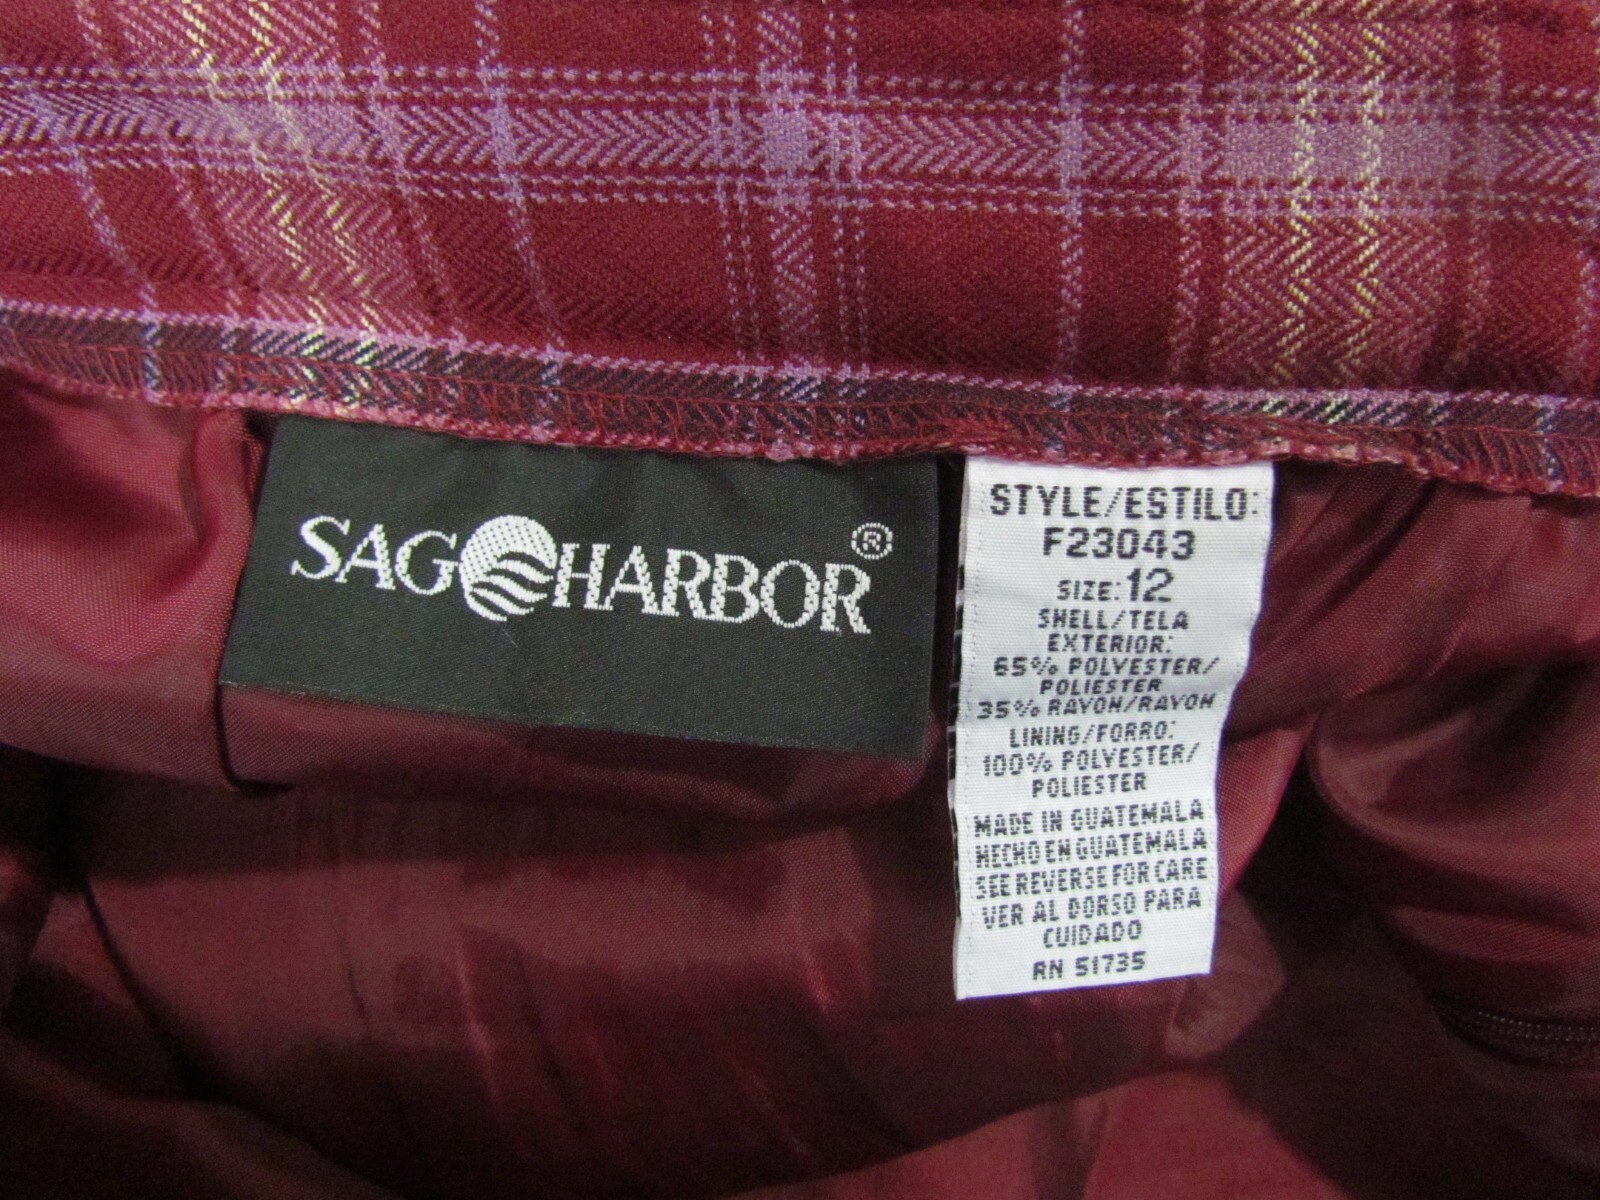 SAG HARBOR®
STYLE/ESTILO:
F23043
SIZE: 12
SHELL/TELA
EXTERIOR:
65% POLYESTER/
POLIESTER
35% RAYON/RAYON
LINING/FORRO:
100% POLYESTER/
POLIESTER
MADE IN GUATEMALA
HECHO EN GUATEMALA
SEE REVERSE FOR CARE
VER AL DORSO PARA
CUIDADO
RN 51735